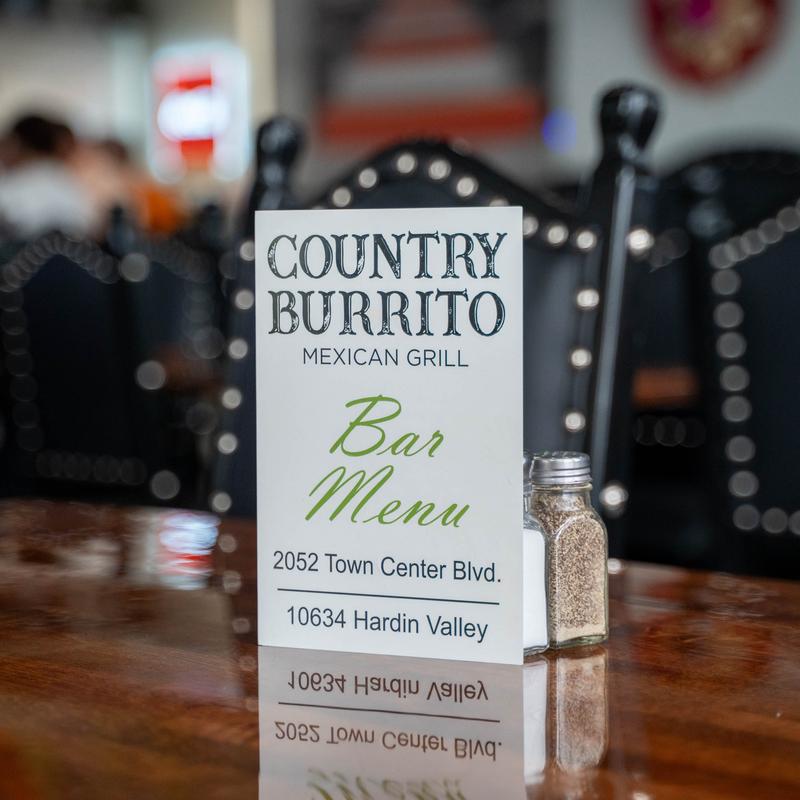 COUNTRY
BURRITO
MEXICAN GRILL
Bar
Menu
2052 Town Center Blvd.
10634 Hardin Valley